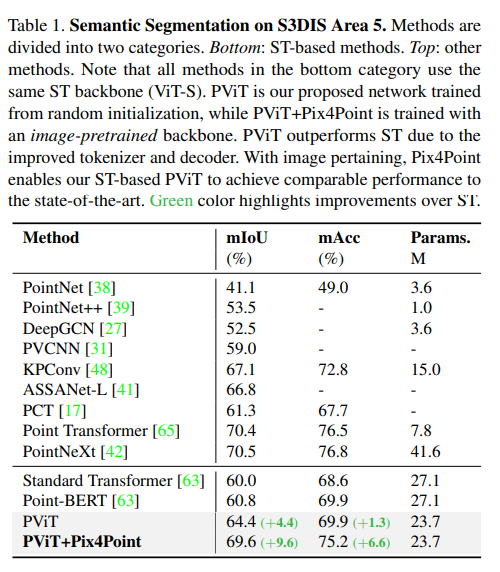 Table 1. Semantic Segmentation on S3DIS Area 5. Methods are
divided into two categories. Bottom: ST-based methods. Top: other
methods. Note that all methods in the bottom category use the
same ST backbone (ViT-S). PViT is our proposed network trained
from random initialization, while PViT+Pix4Point is trained with
an image-pretrained backbone. PViT outperforms ST due to the
improved tokenizer and decoder. With image pertaining, Pix4Point
enables our ST-based PViT to achieve comparable performance to
the state-of-the-art. Green color highlights improvements over ST.
Method mIoU mAcc Params.
(%) (%) M
PointNet [38] 41.1 49.0 3.6
PointNet++ [39] 53.5 - 1.0
DeepGCN [27] 52.5 - 3.6
PVCNN [31] 59.0 - -
KPConv [48] 67.1 72.8 15.0
ASSANet-L [41] 66.8 - -
PCT [17] 61.3 67.7 -
Point Transformer [65] 70.4 76.5 7.8
PointNeXt [42] 70.5 76.8 41.6
Standard Transformer [63] 60.0 68.6 27.1
Point-BERT [63] 60.8 69.9 27.1
PViT 64.4 (+4.4) 69.9 (+1.3) 23.7
PViT+Pix4Point 69.6 (+9.6) 75.2 (+6.6) 23.7